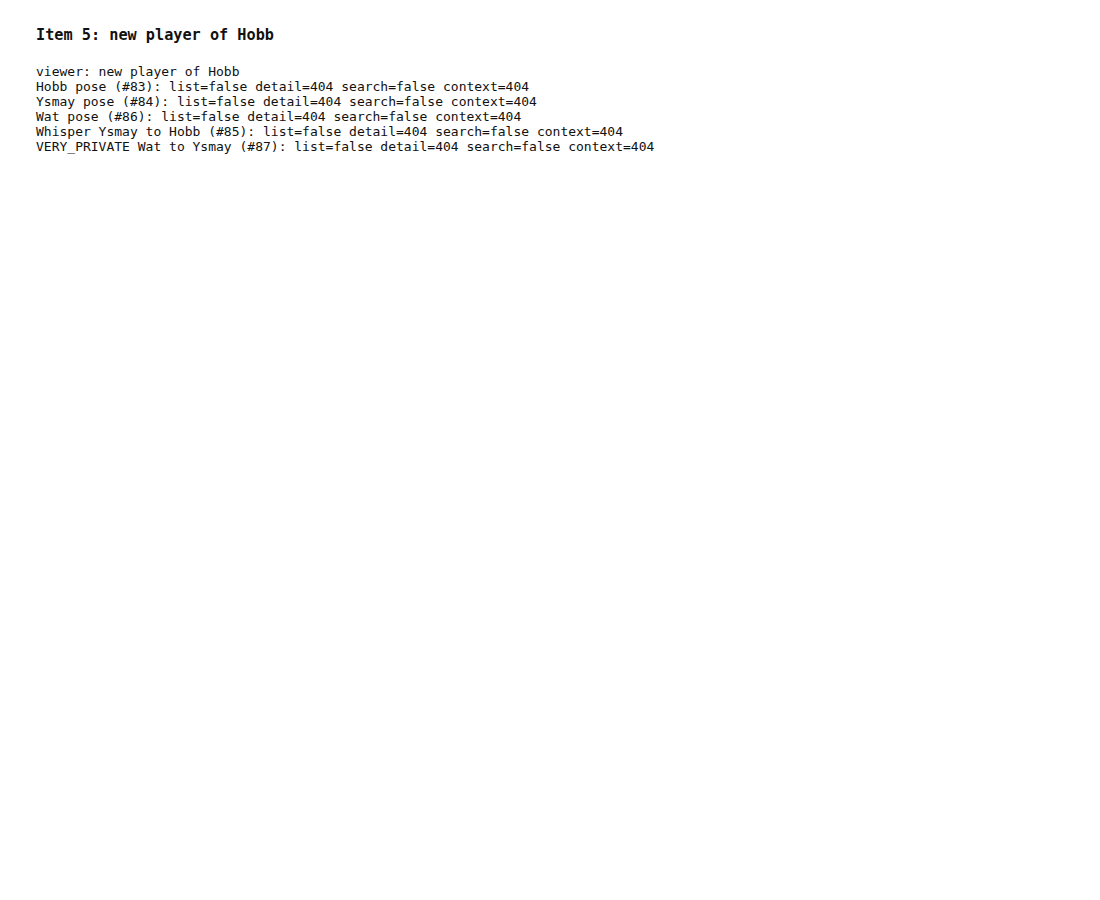 Item 5: new player of Hobb
viewer: new player of Hobb
Hobb pose (#83): list=false detail=404 search=false context=404
Ysmay pose (#84): list=false detail=404 search=false context=404
Wat pose (#86): list=false detail=404 search=false context=404
Whisper Ysmay to Hobb (#85): list=false detail=404 search=false context=404
VERY_PRIVATE Wat to Ysmay (#87): list=false detail=404 search=false context=404